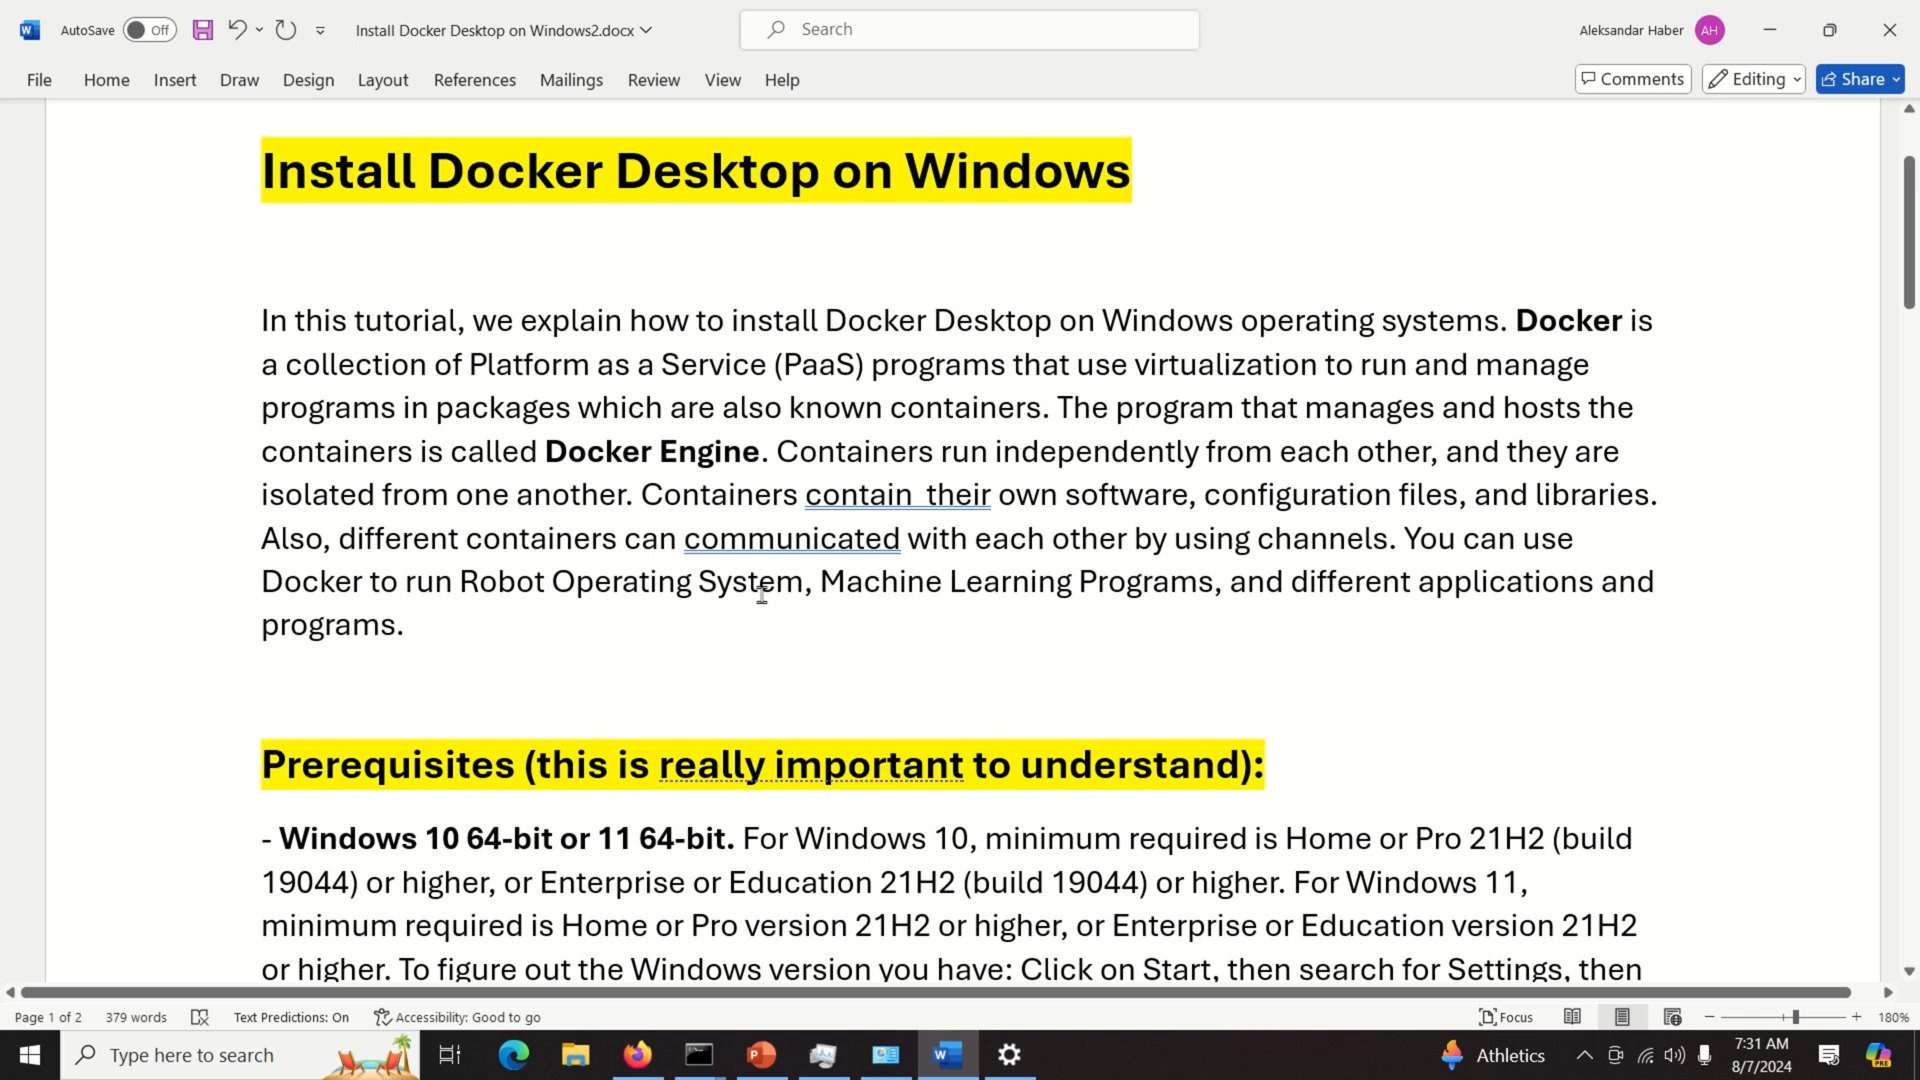 AutoSave Off Install Docker Desktop on Windows2.docx Search Aleksandar Haber AH
File Home Insert Draw Design Layout References Mailings Review View Help Comments Editing Share
Install Docker Desktop on Windows
In this tutorial, we explain how to install Docker Desktop on Windows operating systems. Docker is
a collection of Platform as a Service (PaaS) programs that use virtualization to run and manage
programs in packages which are also known containers. The program that manages and hosts the
containers is called Docker Engine. Containers run independently from each other, and they are
isolated from one another. Containers contain  their own software, configuration files, and libraries.
Also, different containers can communicated with each other by using channels. You can use
Docker to run Robot Operating System, Machine Learning Programs, and different applications and
programs.
Prerequisites (this is really important to understand):
- Windows 10 64-bit or 11 64-bit. For Windows 10, minimum required is Home or Pro 21H2 (build
19044) or higher, or Enterprise or Education 21H2 (build 19044) or higher. For Windows 11,
minimum required is Home or Pro version 21H2 or higher, or Enterprise or Education version 21H2
or higher. To figure out the Windows version you have: Click on Start, then search for Settings, then
Page 1 of 2 379 words Text Predictions: On Accessibility: Good to go Focus 180%
Type here to search Athletics 7:31 AM
8/7/2024